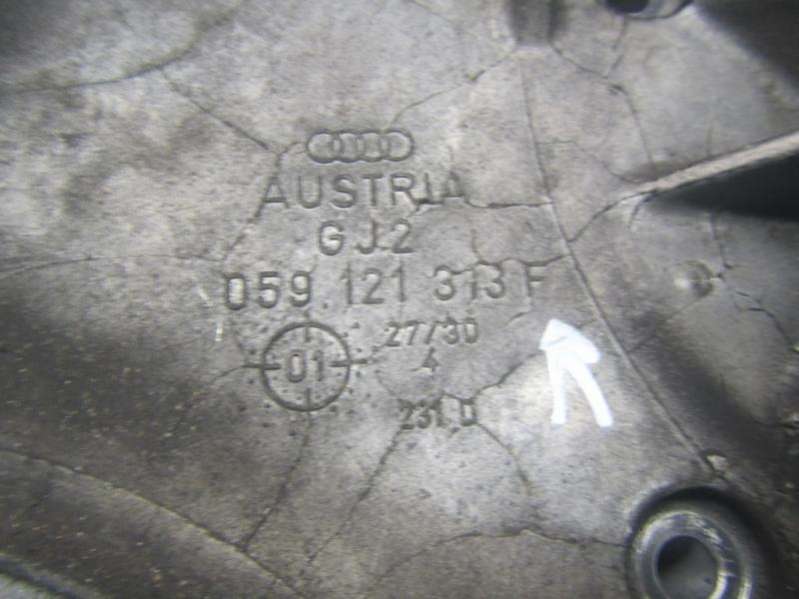 AUSTRIA
GJ2
059.121 313 F
27/30
01
4
231 D